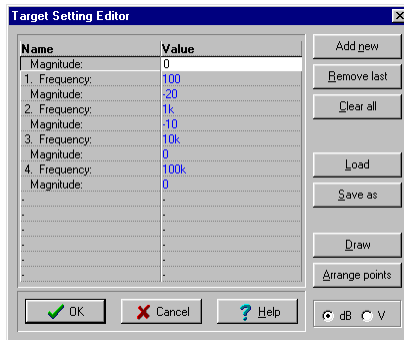 Target Setting Editor
Name Value
Magnitude: 0
1. Frequency: 100
Magnitude: -20
2. Frequency: 1k
Magnitude: -10
3. Frequency: 10k
Magnitude: 0
4. Frequency: 100k
Magnitude: 0
Add new
Remove last
Clear all
Load
Save as
Draw
Arrange points
OK Cancel Help
dB V